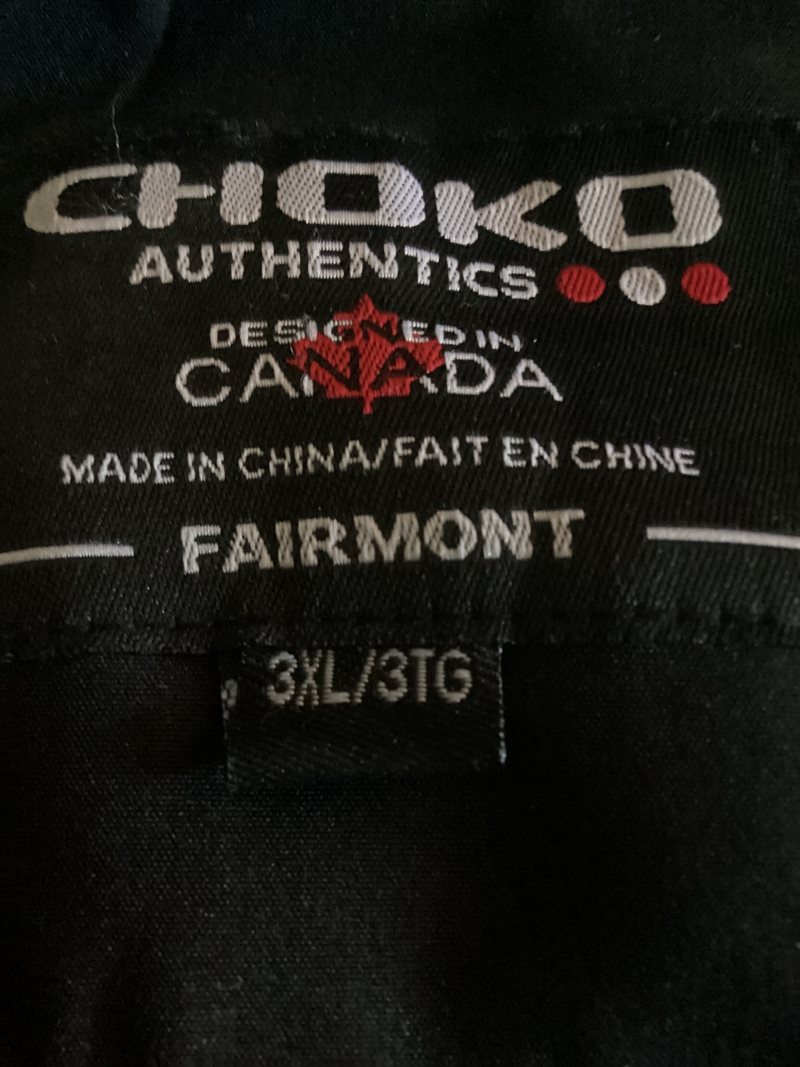 CHOKO
AUTHENTICS
DESIGNED IN
CANADA
MADE IN CHINA/FAIT EN CHINE
FAIRMONT
3XL/3TG